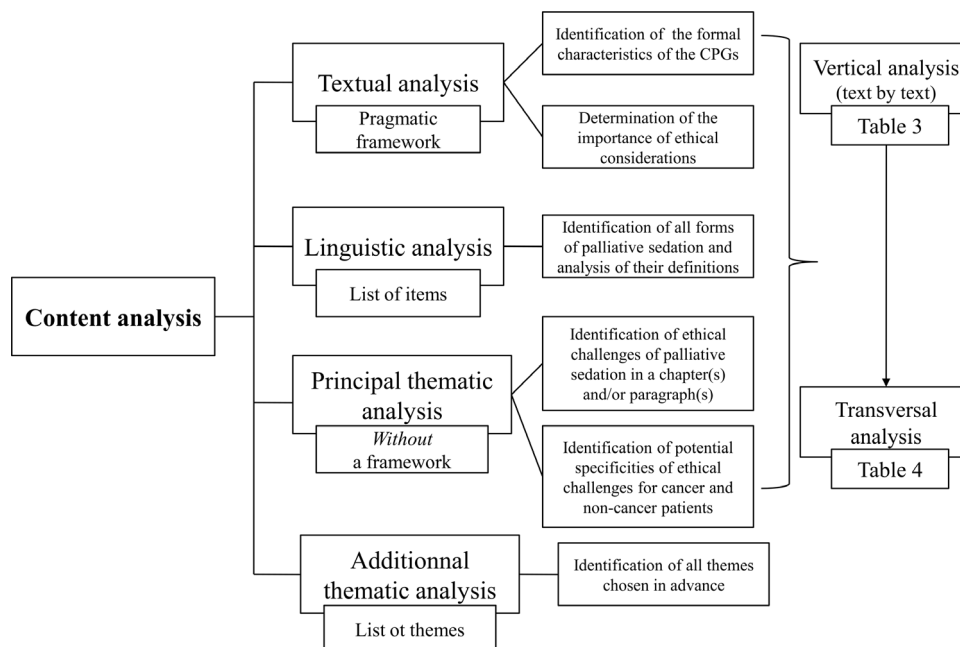 Content analysis
Textual analysis
Pragmatic
framework
Identification of the formal
characteristics of the CPGs
Determination of the
importance of ethical
considerations
Linguistic analysis
List of items
Identification of all forms
of palliative sedation and
analysis of their definitions
Principal thematic
analysis
Without
a framework
Identification of ethical
challenges of palliative
sedation in a chapter(s)
and/or paragraph(s)
Identification of potential
specificities of ethical
challenges for cancer and
non-cancer patients
Additionnal
thematic analysis
List ot themes
Identification of all themes
chosen in advance
Vertical analysis
(text by text)
Table 3
Transversal
analysis
Table 4